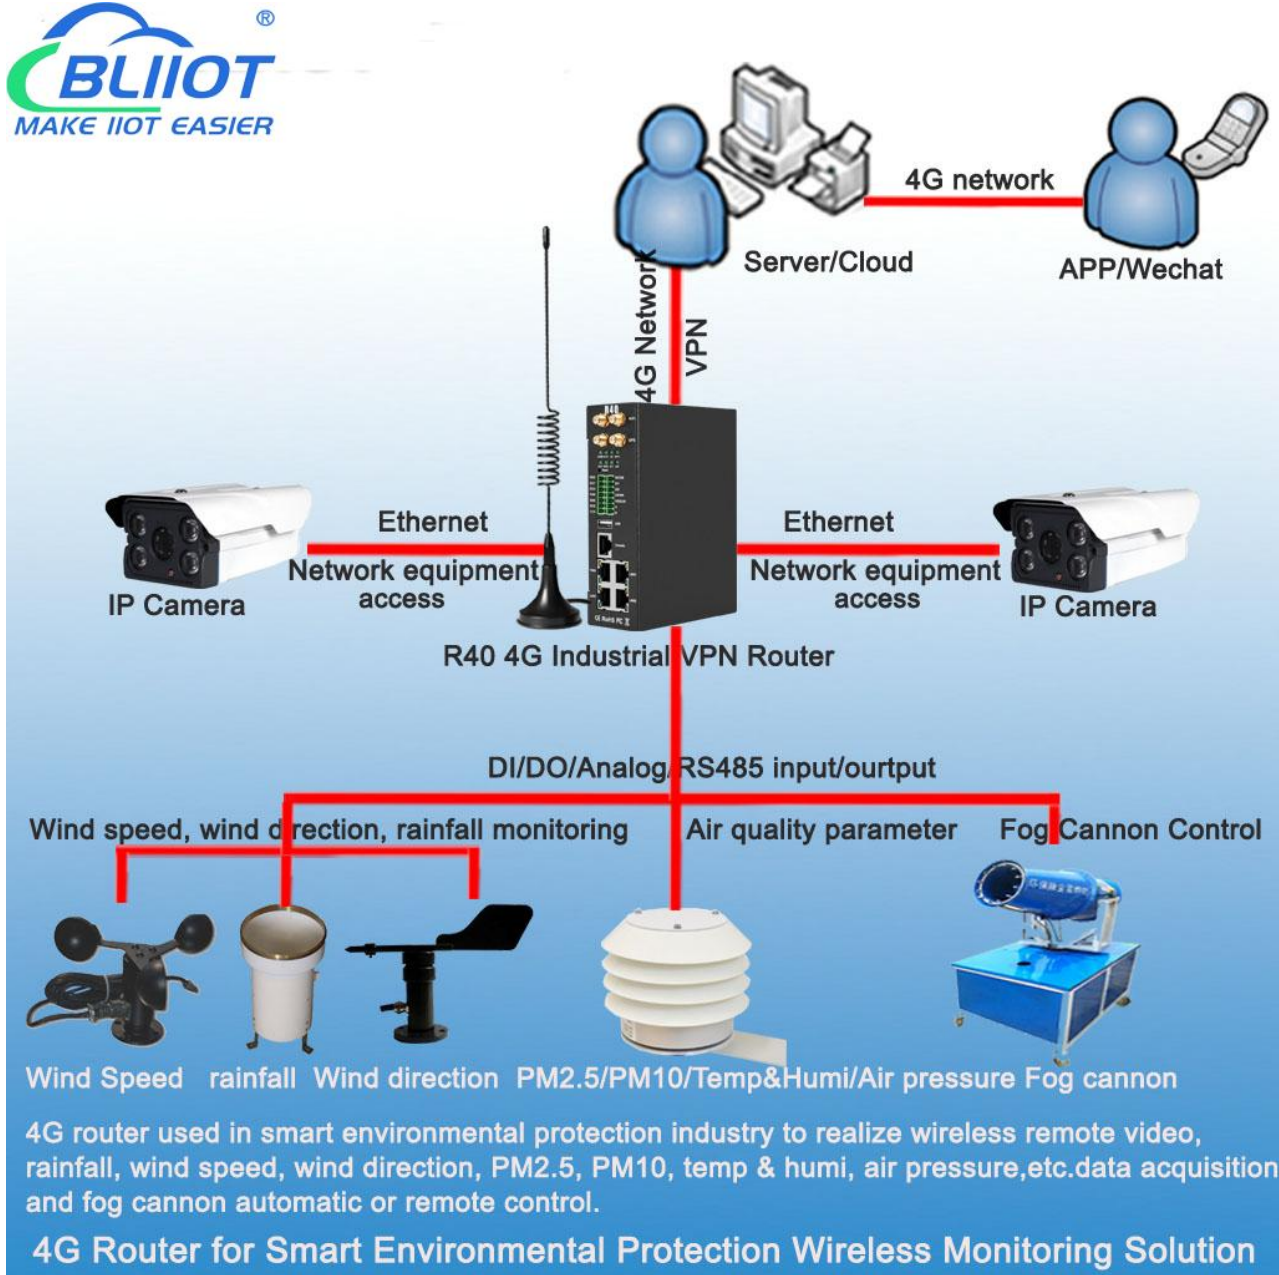 ®
BLIIOT
MAKE IIOT EASIER
4G network
Server/Cloud
APP/Wechat
4G Network
VPN
R40
Ethernet
Network equipment
access
IP Camera
Ethernet
Network equipment
access
IP Camera
R40 4G Industrial VPN Router
DI/DO/Analog/RS485 input/ourtput
Wind speed, wind direction, rainfall monitoring
Air quality parameter
Fog Cannon Control
Wind Speed rainfall Wind direction PM2.5/PM10/Temp&Humi/Air pressure Fog cannon
4G router used in smart environmental protection industry to realize wireless remote video,
rainfall, wind speed, wind direction, PM2.5, PM10, temp & humi, air pressure,etc.data acquisition
and fog cannon automatic or remote control.
4G Router for Smart Environmental Protection Wireless Monitoring Solution